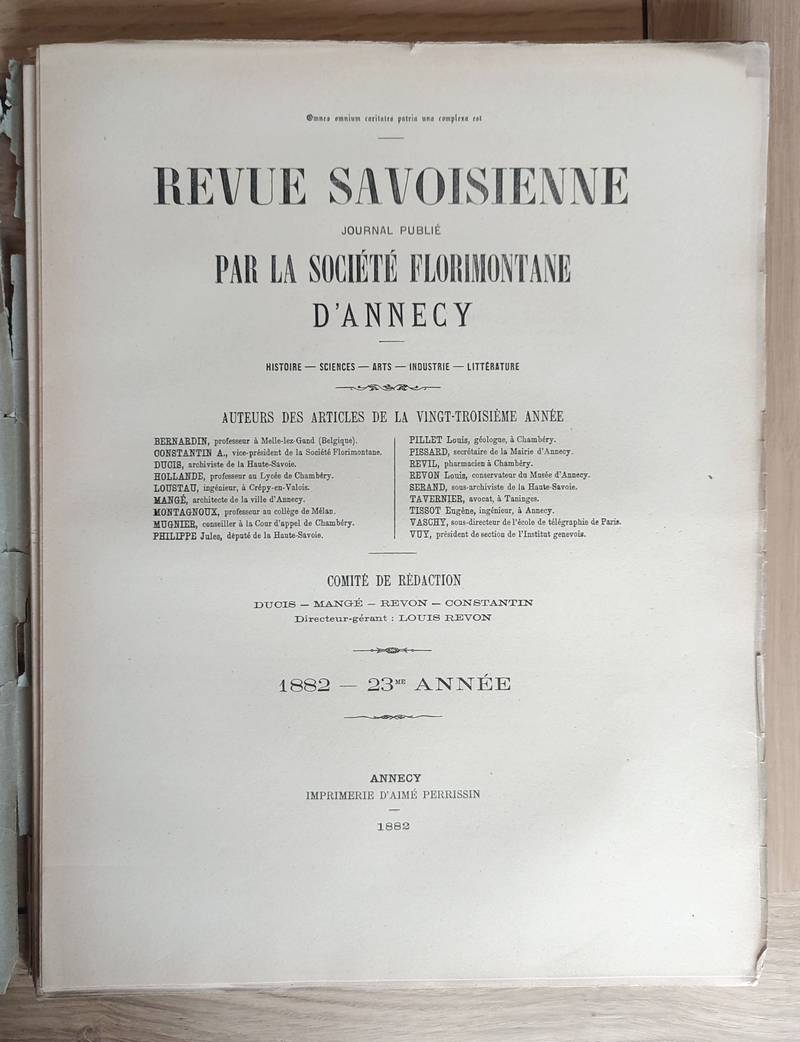 Omnes omnium caritates patria una complexa est
REVUE SAVOISIENNE
JOURNAL PUBLIÉ
PAR LA SOCIÉTÉ FLORIMONTANE
D'ANNECY
HISTOIRE — SCIENCES — ARTS — INDUSTRIE — LITTÉRATURE
AUTEURS DES ARTICLES DE LA VINGT-TROISIÈME ANNÉE
BERNARDIN, professeur à Melle-lez-Gand (Belgique).
CONSTANTIN A., vice-président de la Société Florimontane.
DUCIS, archiviste de la Haute-Savoie.
HOLLANDE, professeur au Lycée de Chambéry.
LOUSTAU, ingénieur, à Crépy-en-Valois.
MANGÉ, architecte de la ville d'Annecy.
MONTAGNOUX, professeur au collège de Mélan.
MUGNIER, conseiller à la Cour d'appel de Chambéry.
PHILIPPE Jules, député de la Haute-Savoie.
PILLET Louis, géologue, à Chambéry.
PISSARD, secrétaire de la Mairie d'Annecy.
REVIL, pharmacien à Chambéry.
REVON Louis, conservateur du Musée d'Annecy.
SERAND, sous-archiviste de la Haute-Savoie.
TAVERNIER, avocat, à Taninges.
TISSOT Eugène, ingénieur, à Annecy.
VASCHY, sous-directeur de l'école de télégraphie de Paris.
VUY, président de section de l'Institut genevois.
COMITÉ DE RÉDACTION
DUCIS — MANGÉ — REVON — CONSTANTIN
Directeur-gérant : LOUIS REVON
1882 — 23ME ANNÉE
ANNECY
IMPRIMERIE D'AIMÉ PERRISSIN
1882